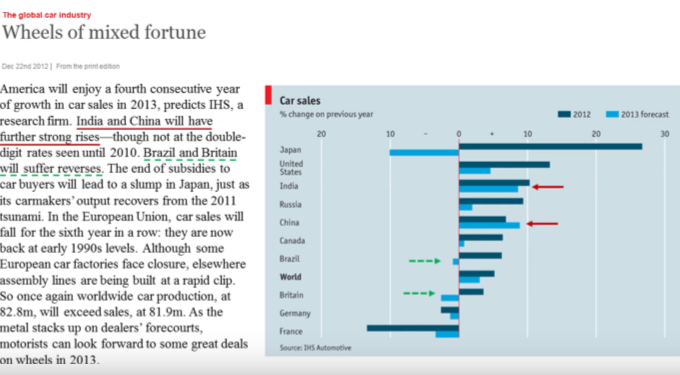 The global car industry
Wheels of mixed fortune
Dec 22nd 2012 | From the print edition
America will enjoy a fourth consecutive year
of growth in car sales in 2013, predicts IHS, a
research firm. India and China will have
further strong rises—though not at the double-
digit rates seen until 2010. Brazil and Britain
will suffer reverses. The end of subsidies to
car buyers will lead to a slump in Japan, just as
its carmakers' output recovers from the 2011
tsunami. In the European Union, car sales will
fall for the sixth year in a row: they are now
back at early 1990s levels. Although some
European car factories face closure, elsewhere
assembly lines are being built at a rapid clip.
So once again worldwide car production, at
82.8m, will exceed sales, at 81.9m. As the
metal stacks up on dealers' forecourts,
motorists can look forward to some great deals
on wheels in 2013.
Car sales
% change on previous year
2012 2013 forecast
20 10 – 0 + 10 20 30
Japan
United
States
India
Russia
China
Canada
Brazil
World
Britain
Germany
France
Source: IHS Automotive